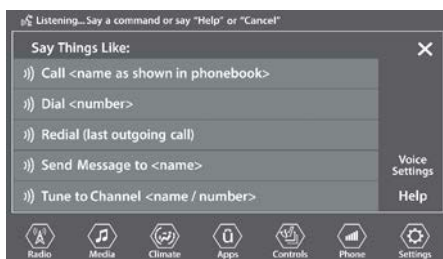 Listening...Say a command or say "Help" or "Cancel"
Say Things Like:
Call <name as shown in phonebook>
Dial <number>
Redial (last outgoing call)
Send Message to <name>
Tune to Channel <name / number>
Voice
Settings
Help
Radio
Media
Climate
Apps
Controls
Phone
Settings